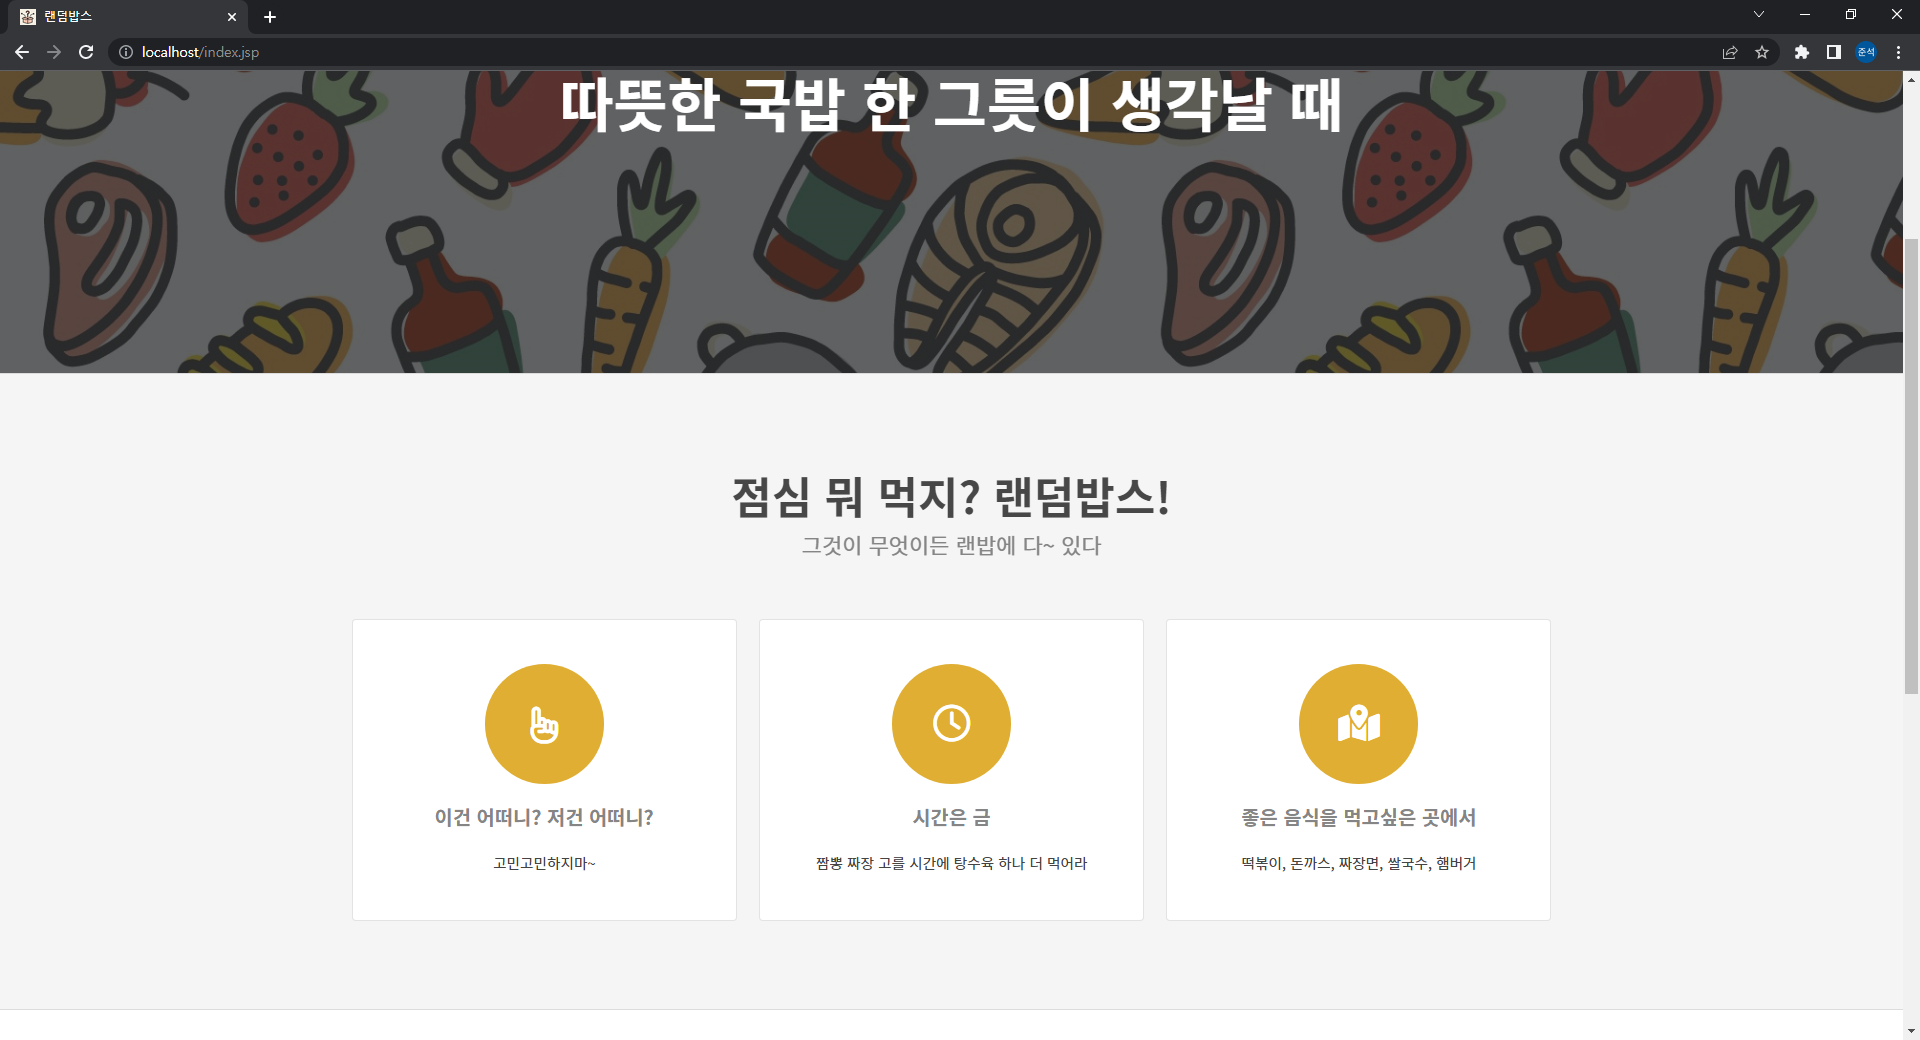 랜덤밥스
localhost/index.jsp
준석
따뜻한 국밥 한 그릇이 생각날 때
점심 뭐 먹지? 랜덤밥스!
그것이 무엇이든 랜밥에 다~ 있다
이건 어떠니? 저건 어떠니?
고민고민하지마~
시간은 금
짬뽕 짜장 고를 시간에 탕수육 하나 더 먹어라
좋은 음식을 먹고싶은 곳에서
떡볶이, 돈까스, 짜장면, 쌀국수, 햄버거